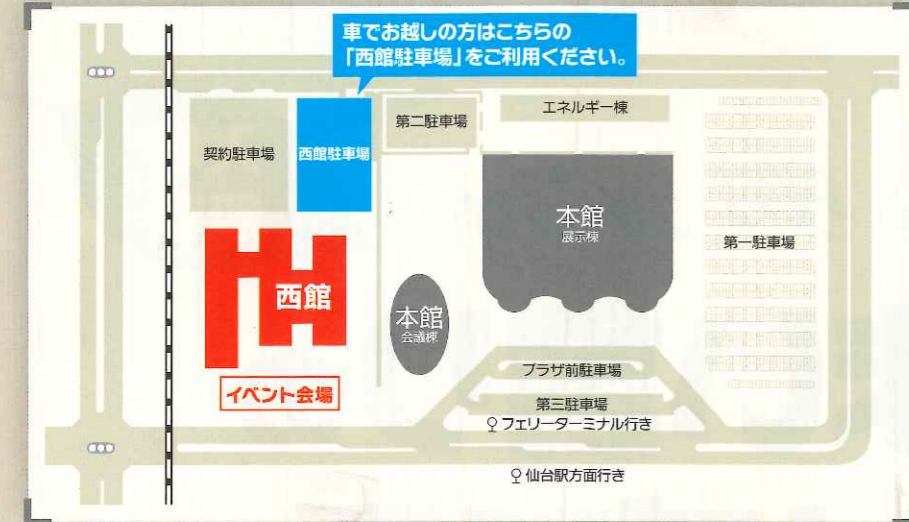 車でお越しの方はこちらの
「西館駐車場」をご利用ください。
契約駐車場
西館駐車場
第二駐車場
エネルギー棟
本館
展示棟
第一駐車場
西館
本館
会議棟
イベント会場
プラザ前駐車場
第三駐車場
フェリーターミナル行き
仙台駅方面行き